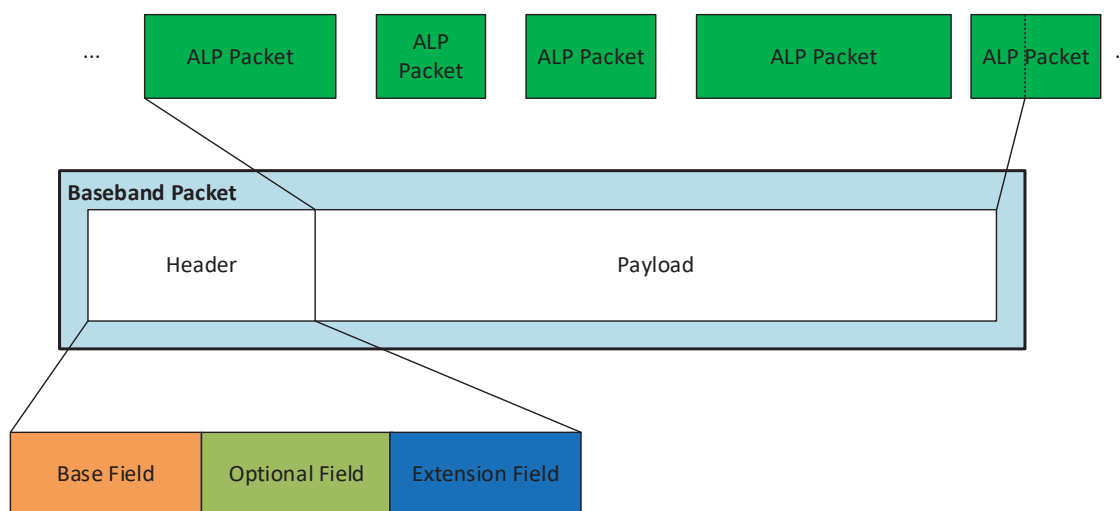 ...
ALP Packet
ALP
Packet
ALP Packet
ALP Packet
ALP Packet
Baseband Packet
Header
Payload
Base Field
Optional Field
Extension Field